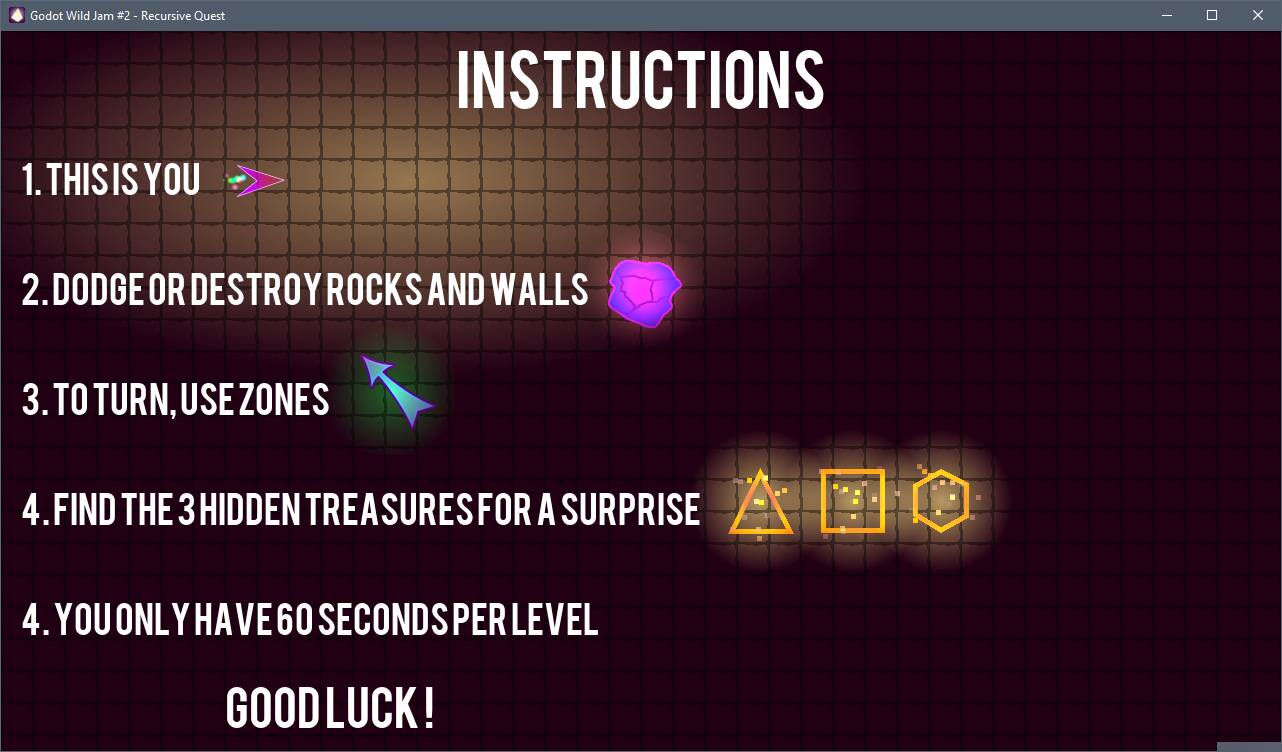 Godot Wild Jam #2 - Recursive Quest
INSTRUCTIONS
1. THIS IS YOU
2. DODGE OR DESTROY ROCKS AND WALLS
3. TO TURN, USE ZONES
4. FIND THE 3 HIDDEN TREASURES FOR A SURPRISE
4. YOU ONLY HAVE 60 SECONDS PER LEVEL
GOOD LUCK !